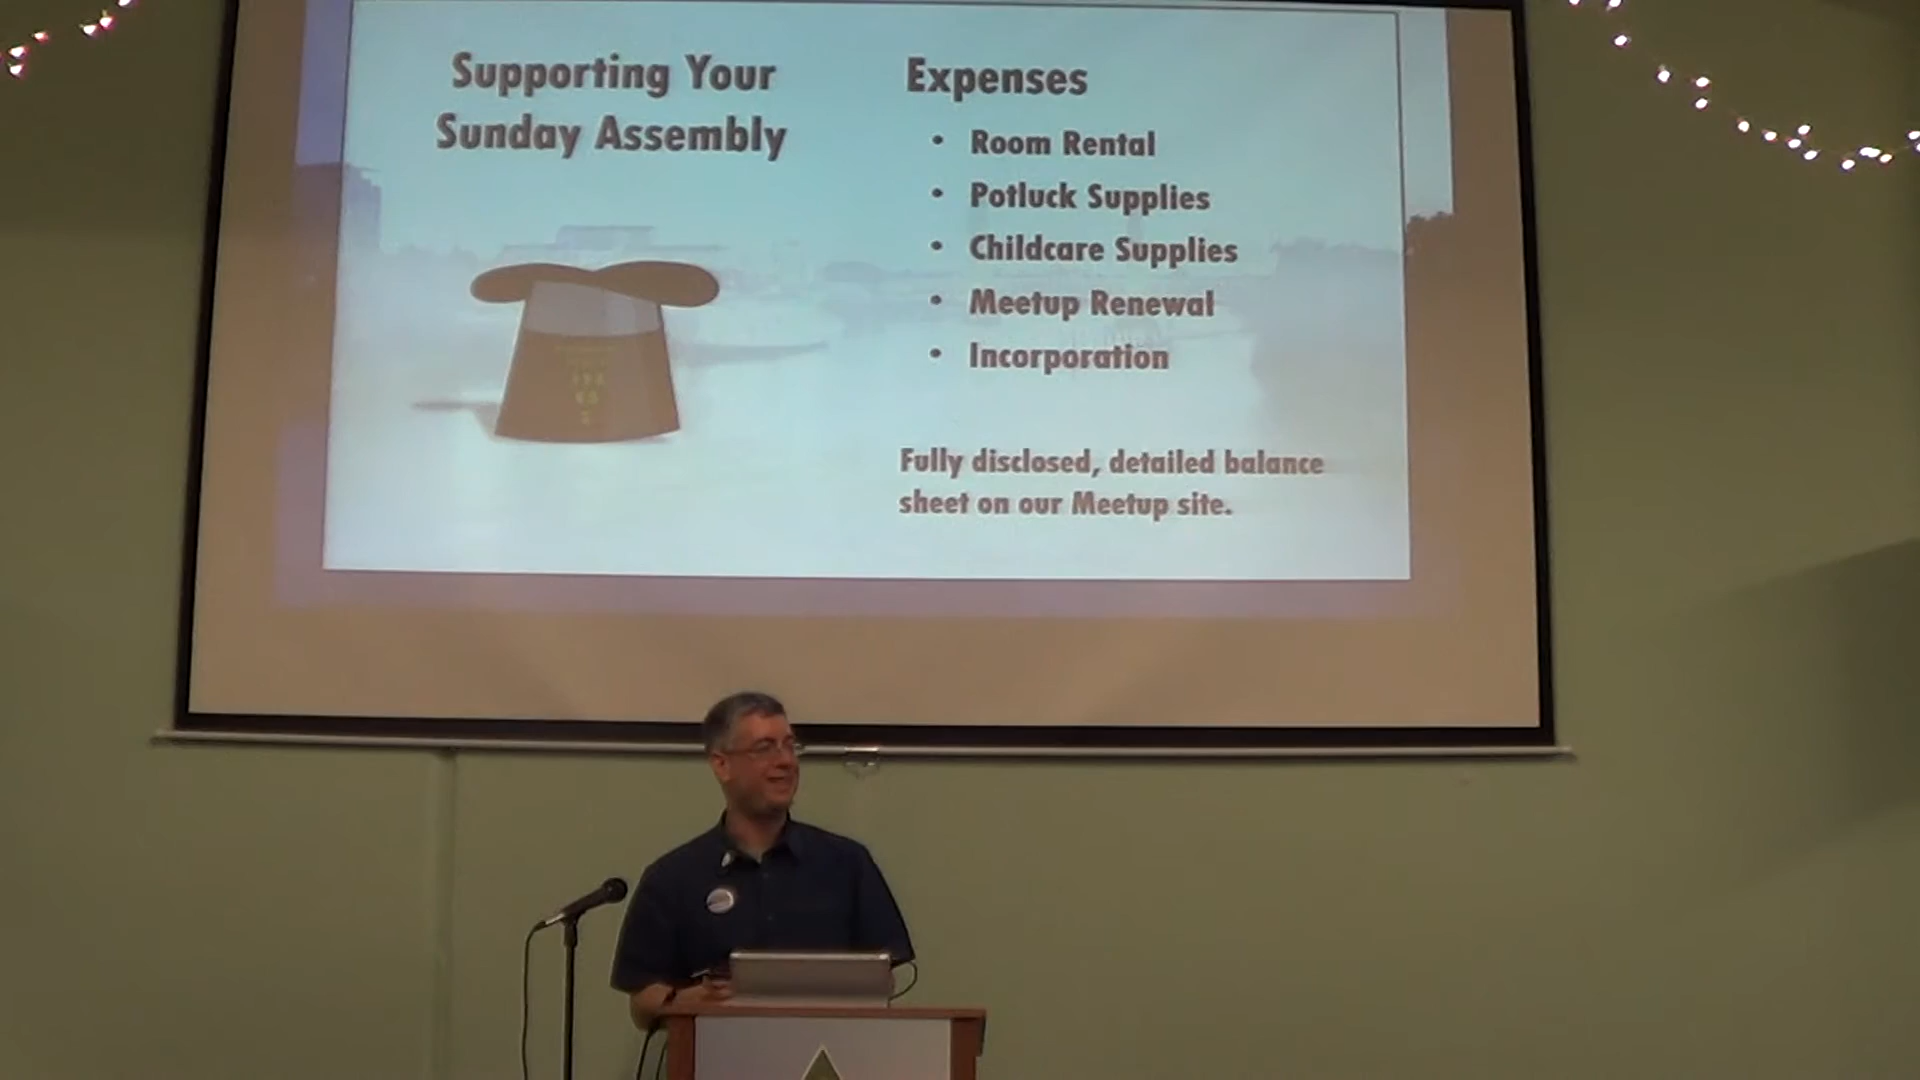 Supporting Your
Sunday Assembly
Expenses
• Room Rental
• Potluck Supplies
• Childcare Supplies
• Meetup Renewal
• Incorporation
Fully disclosed, detailed balance
sheet on our Meetup site.